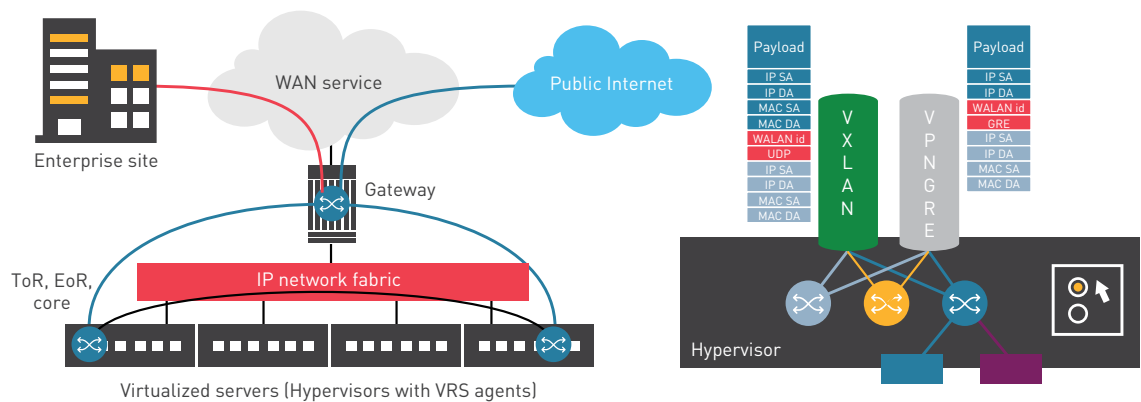 WAN service
Public Internet
Enterprise site
Gateway
ToR, EoR,
core
IP network fabric
Virtualized servers (Hypervisors with VRS agents)
Payload
IP SA
IP DA
MAC SA
MAC DA
WALAN id
UDP
IP SA
IP DA
MAC SA
MAC DA
VXLAN
VPNGRE
Payload
IP SA
IP DA
WALAN id
GRE
IP SA
IP DA
MAC SA
MAC DA
Hypervisor